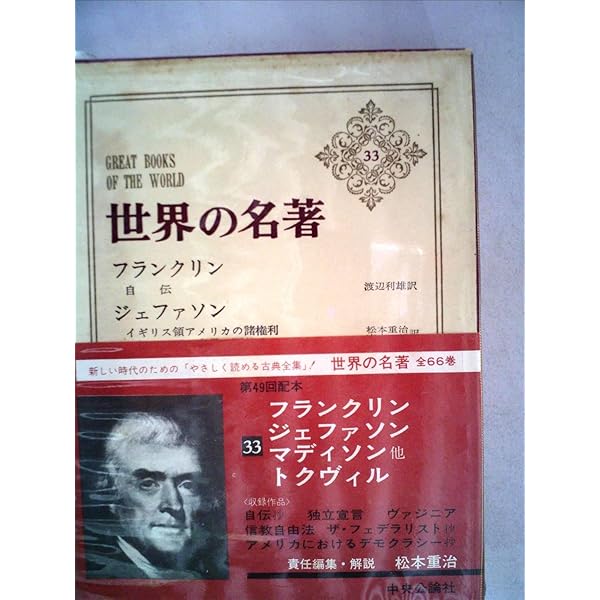 33
GREAT BOOKS
OF THE WORLD
世界の名著
フランクリン
自伝 渡辺利雄訳
ジェファソン
イギリス領アメリカの諸権利 松本重治訳
新しい時代のための「やさしく読める古典全集」! 世界の名著 全66巻
第49回配本
33
フランクリン
ジェファソン
マディソン他
トクヴィル
〈収録作品〉
自伝抄 独立宣言 ヴァジニア
信教自由法 ザ・フェデラリスト抄
アメリカにおけるデモクラシー抄
責任編集・解説 松本重治
中央公論社